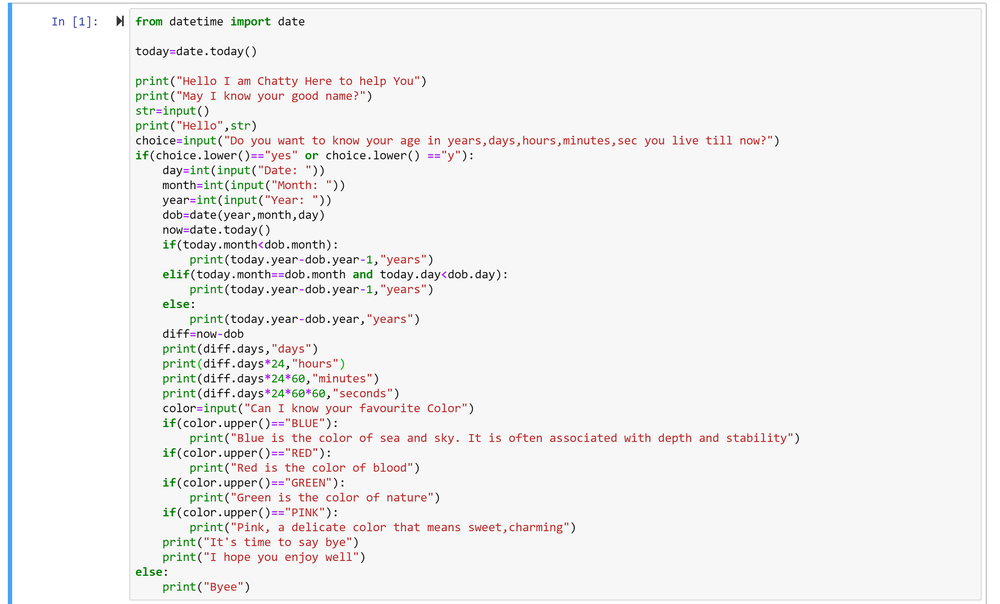 In [1]:
from datetime import date
today=date.today()
print("Hello I am Chatty Here to help You")
print("May I know your good name?")
str=input()
print("Hello",str)
choice=input("Do you want to know your age in years,days,hours,minutes,sec you live till now?")
if(choice.lower()=="yes" or choice.lower() =="y"):
    day=int(input("Date: "))
    month=int(input("Month: "))
    year=int(input("Year: "))
    dob=date(year,month,day)
    now=date.today()
    if(today.month<dob.month):
        print(today.year-dob.year-1,"years")
    elif(today.month==dob.month and today.day<dob.day):
        print(today.year-dob.year-1,"years")
    else:
        print(today.year-dob.year,"years")
    diff=now-dob
    print(diff.days,"days")
    print(diff.days*24,"hours")
    print(diff.days*24*60,"minutes")
    print(diff.days*24*60*60,"seconds")
    color=input("Can I know your favourite Color")
    if(color.upper()=="BLUE"):
        print("Blue is the color of sea and sky. It is often associated with depth and stability")
    if(color.upper()=="RED"):
        print("Red is the color of blood")
    if(color.upper()=="GREEN"):
        print("Green is the color of nature")
    if(color.upper()=="PINK"):
        print("Pink, a delicate color that means sweet,charming")
    print("It's time to say bye")
    print("I hope you enjoy well")
else:
    print("Byee")